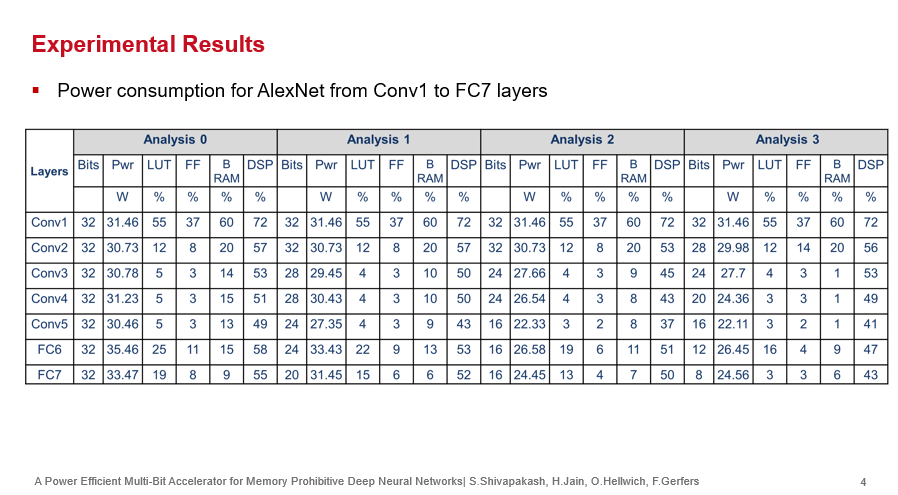 Experimental Results
▪ Power consumption for AlexNet from Conv1 to FC7 layers
Layers Analysis 0 Analysis 1 Analysis 2 Analysis 3
Bits Pwr LUT FF B RAM DSP Bits Pwr LUT FF B RAM DSP Bits Pwr LUT FF B RAM DSP Bits Pwr LUT FF B RAM DSP
W % % % % W % % % % W % % % % W % % % %
Conv1 32 31.46 55 37 60 72 32 31.46 55 37 60 72 32 31.46 55 37 60 72 32 31.46 55 37 60 72
Conv2 32 30.73 12 8 20 57 32 30.73 12 8 20 57 32 30.73 12 8 20 53 28 29.98 12 14 20 56
Conv3 32 30.78 5 3 14 53 28 29.45 4 3 10 50 24 27.66 4 3 9 45 24 27.7 4 3 1 53
Conv4 32 31.23 5 3 15 51 28 30.43 4 3 10 50 24 26.54 4 3 8 43 20 24.36 3 3 1 49
Conv5 32 30.46 5 3 13 49 24 27.35 4 3 9 43 16 22.33 3 2 8 37 16 22.11 3 2 1 41
FC6 32 35.46 25 11 15 58 24 33.43 22 9 13 53 16 26.58 19 6 11 51 12 26.45 16 4 9 47
FC7 32 33.47 19 8 9 55 20 31.45 15 6 6 52 16 24.45 13 4 7 50 8 24.56 3 3 6 43
A Power Efficient Multi-Bit Accelerator for Memory Prohibitive Deep Neural Networks| S.Shivapakash, H.Jain, O.Hellwich, F.Gerfers
4